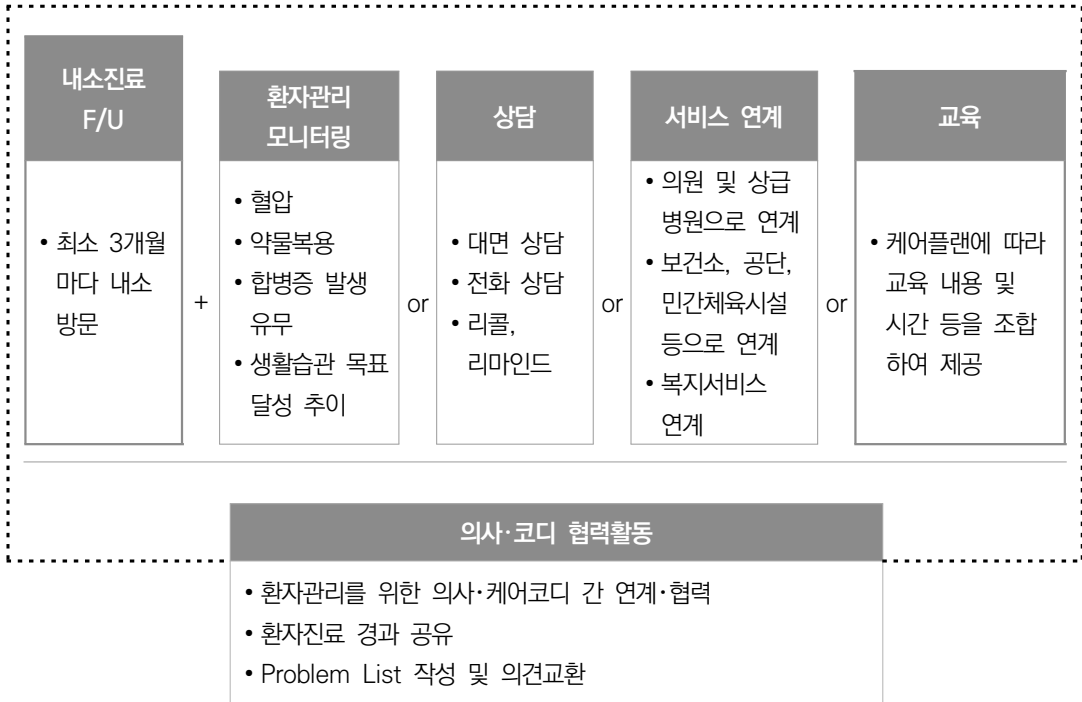 내소진료
F/U
• 최소 3개월
마다 내소
방문
+
환자관리
모니터링
• 혈압
• 약물복용
• 합병증 발생
유무
• 생활습관 목표
달성 추이
or
상담
• 대면 상담
• 전화 상담
• 리콜,
리마인드
or
서비스 연계
• 의원 및 상급
병원으로 연계
• 보건소, 공단,
민간체육시설
등으로 연계
• 복지서비스
연계
or
교육
• 케어플랜에 따라
교육 내용 및
시간 등을 조합
하여 제공
의사·코디 협력활동
• 환자관리를 위한 의사·케어코디 간 연계·협력
• 환자진료 경과 공유
• Problem List 작성 및 의견교환